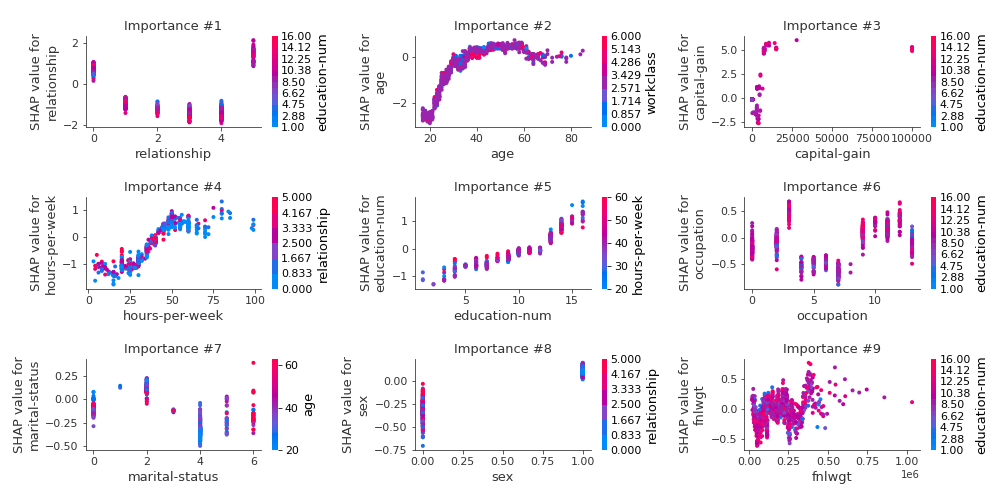 Importance #1
SHAP value for
relationship
2
0
−2
0
2
4
relationship
16.00
14.12
12.25
10.38
8.50
6.62
4.75
2.88
1.00
education-num
Importance #2
SHAP value for
age
0
−2
20
40
60
80
age
6.000
5.143
4.286
3.429
2.571
1.714
0.857
0.000
workclass
Importance #3
SHAP value for
capital-gain
5.0
2.5
0.0
−2.5
0
25000
50000
75000
100000
capital-gain
16.00
14.12
12.25
10.38
8.50
6.62
4.75
2.88
1.00
education-num
Importance #4
SHAP value for
hours-per-week
1
0
−1
0
25
50
75
100
hours-per-week
5.000
4.167
3.333
2.500
1.667
0.833
0.000
relationship
Importance #5
SHAP value for
education-num
1
0
−1
5
10
15
education-num
60
50
40
30
20
hours-per-week
Importance #6
SHAP value for
occupation
0.5
0.0
−0.5
0
5
10
occupation
16.00
14.12
12.25
10.38
8.50
6.62
4.75
2.88
1.00
education-num
Importance #7
SHAP value for
marital-status
0.25
0.00
−0.25
−0.50
0
2
4
6
marital-status
60
40
20
age
Importance #8
SHAP value for
sex
0.00
−0.25
−0.50
−0.75
0.00
0.25
0.50
0.75
1.00
sex
5.000
4.167
3.333
2.500
1.667
0.833
0.000
relationship
Importance #9
SHAP value for
fnlwgt
0.5
0.0
−0.5
0.00
0.25
0.50
0.75
1.00
1e6
fnlwgt
16.00
14.12
12.25
10.38
8.50
6.62
4.75
2.88
1.00
education-num